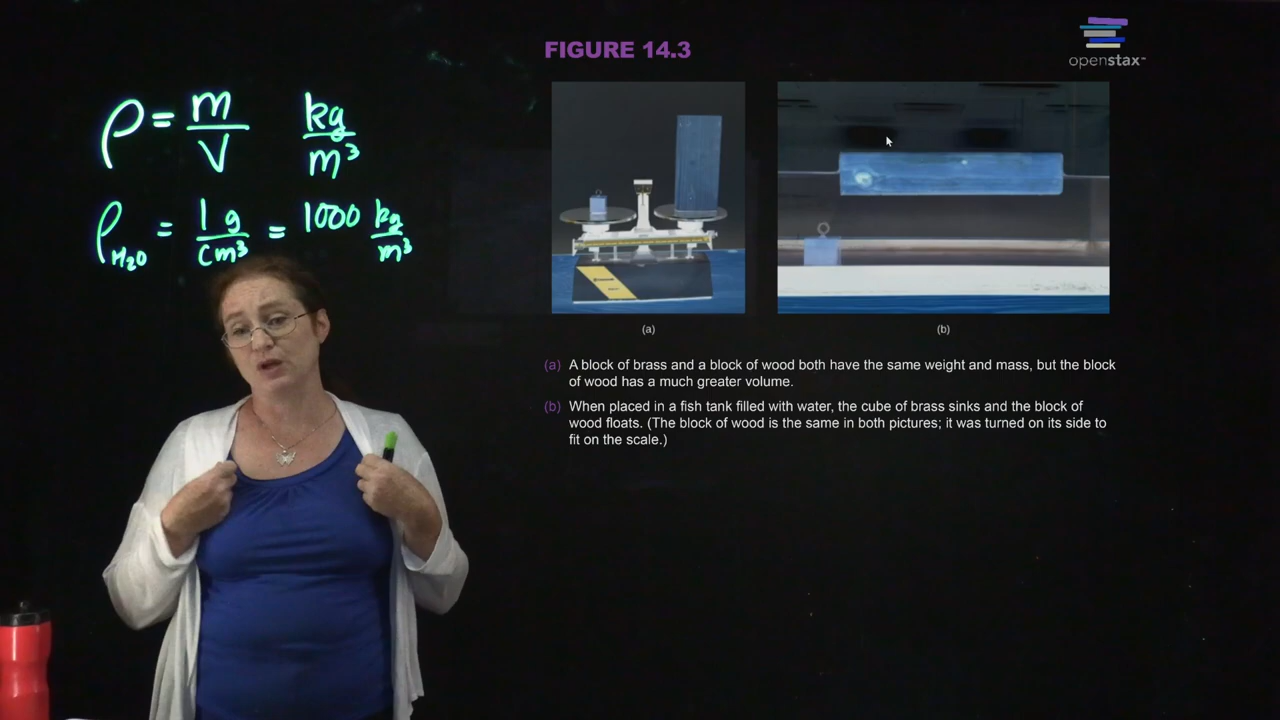 ρ = m/V kg/m³
ρH₂O = 1 g/cm³ = 1000 kg/m³
FIGURE 14.3
openstax™
(a)
(b)
(a) A block of brass and a block of wood both have the same weight and mass, but the block
of wood has a much greater volume.
(b) When placed in a fish tank filled with water, the cube of brass sinks and the block of
wood floats. (The block of wood is the same in both pictures; it was turned on its side to
fit on the scale.)